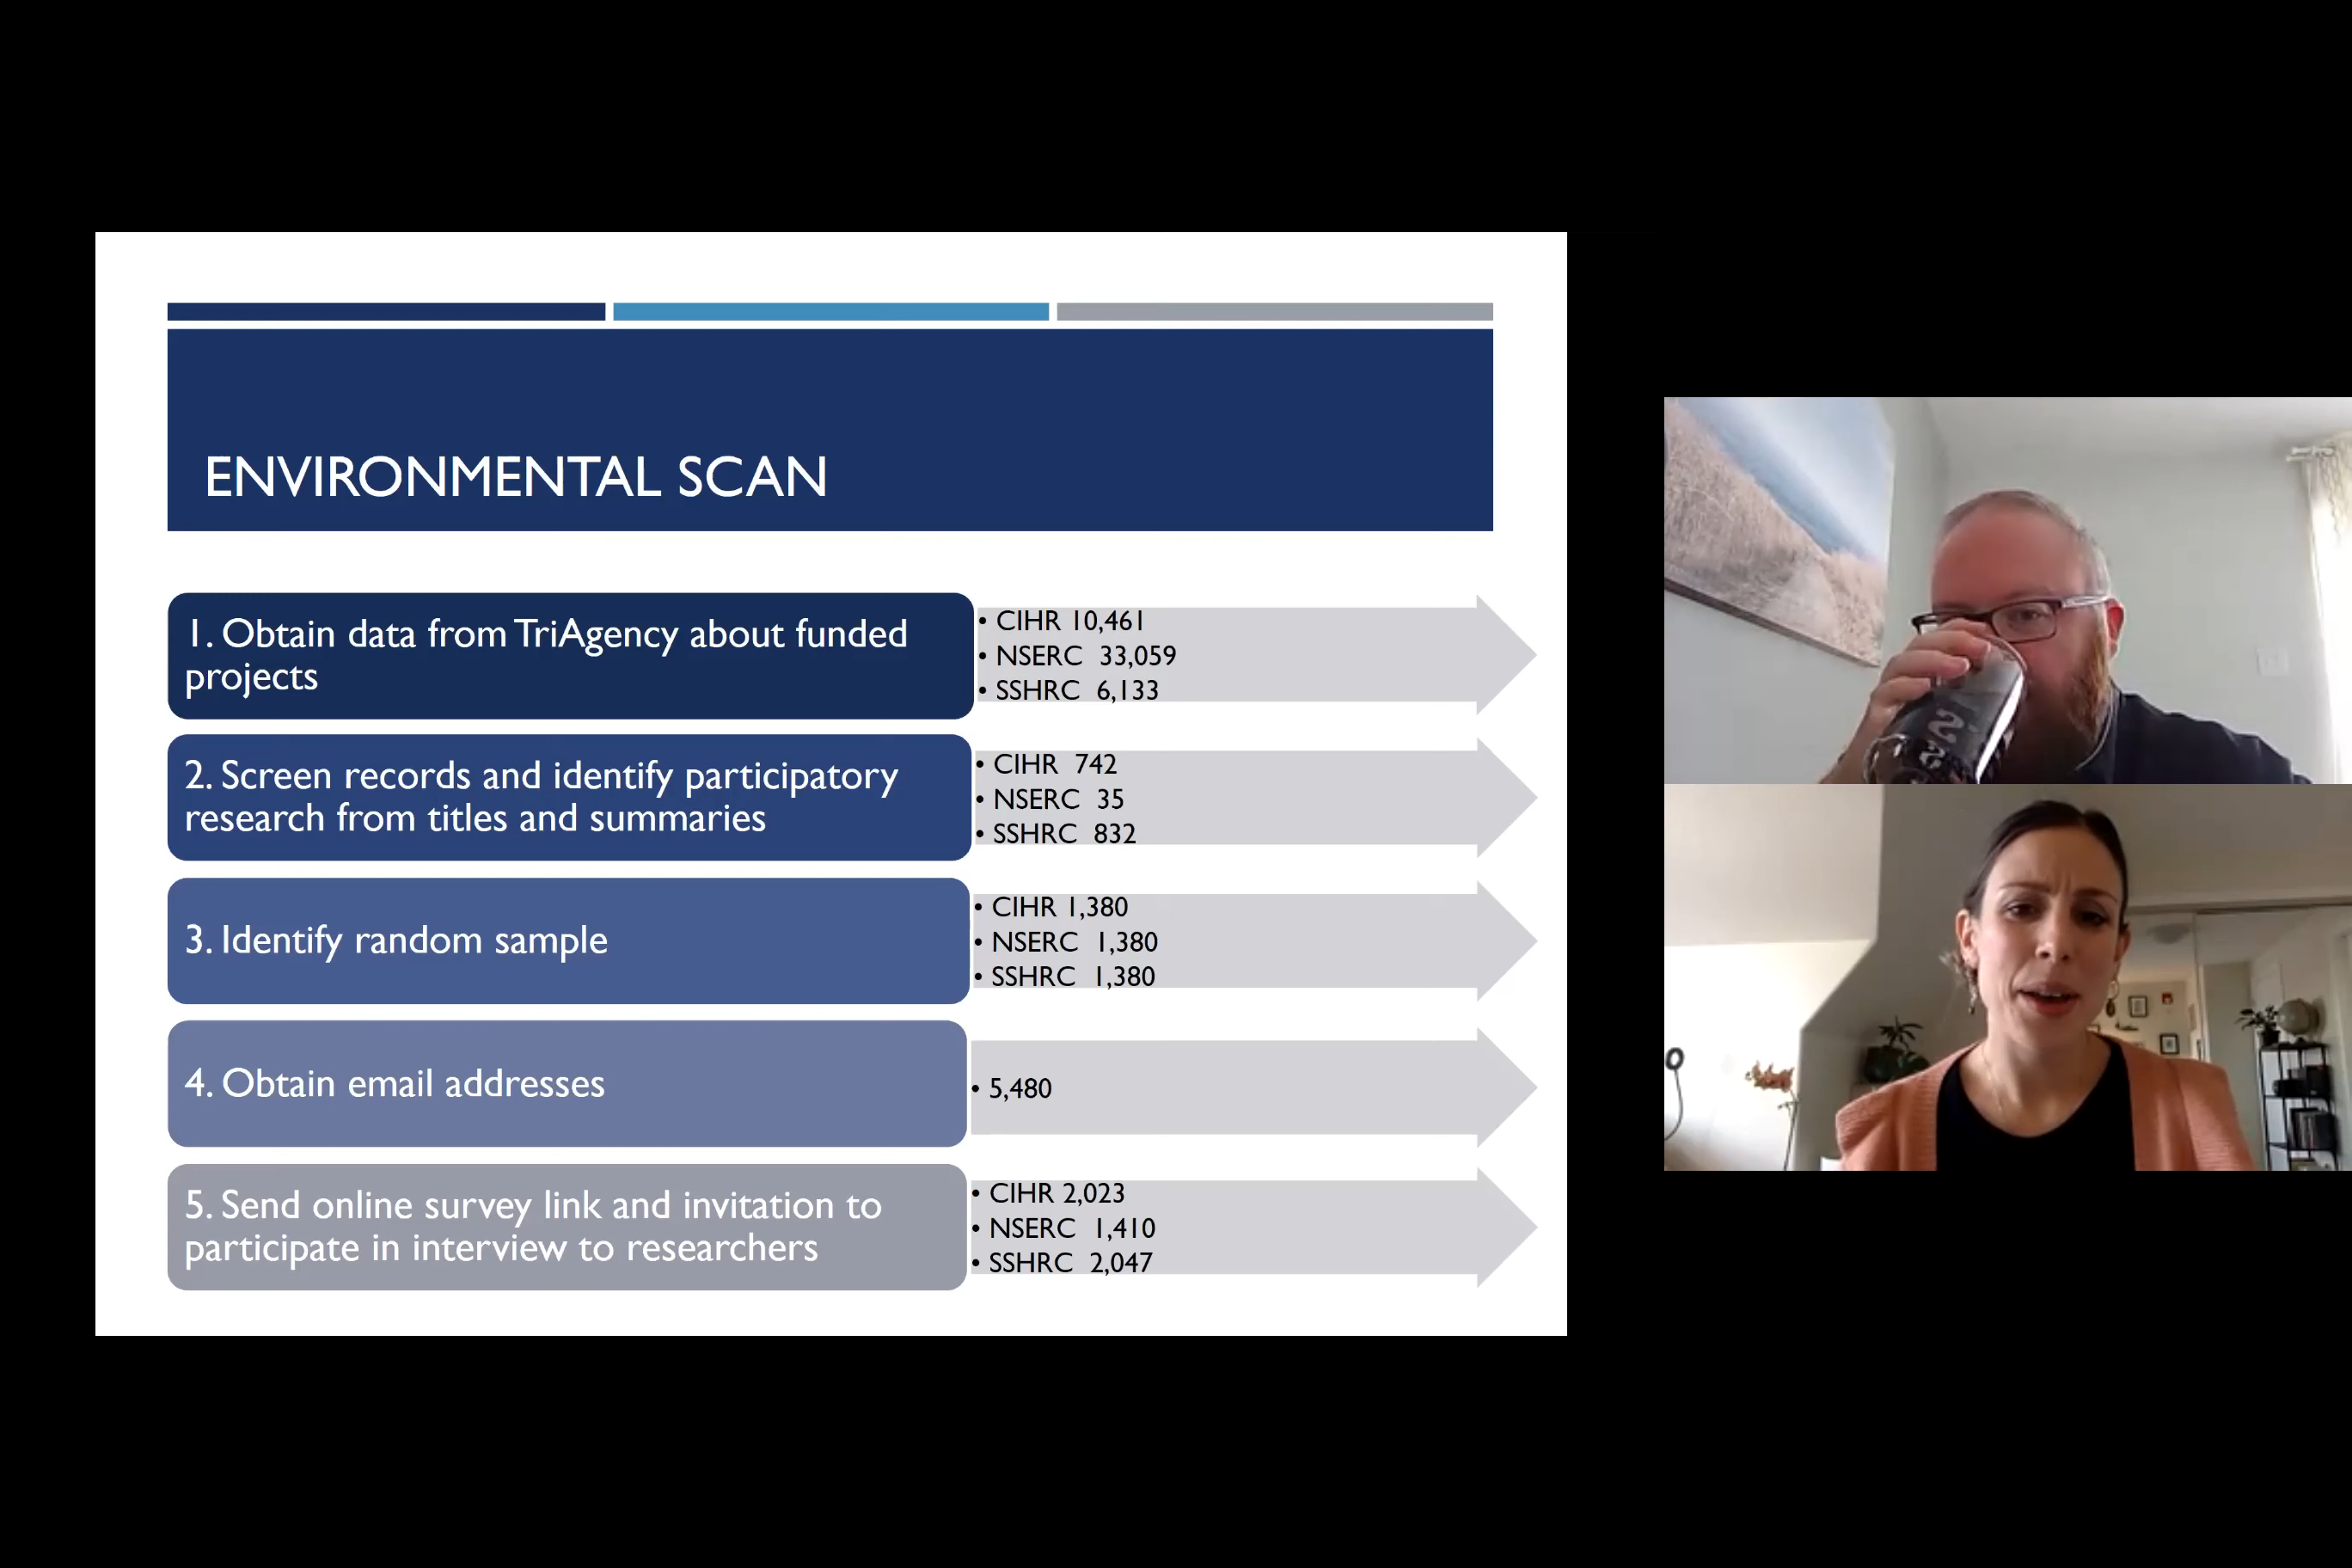 ENVIRONMENTAL SCAN
1. Obtain data from TriAgency about funded
projects
• CIHR 10,461
• NSERC 33,059
• SSHRC 6,133
2. Screen records and identify participatory
research from titles and summaries
• CIHR 742
• NSERC 35
• SSHRC 832
3. Identify random sample
• CIHR 1,380
• NSERC 1,380
• SSHRC 1,380
4. Obtain email addresses
• 5,480
5. Send online survey link and invitation to
participate in interview to researchers
• CIHR 2,023
• NSERC 1,410
• SSHRC 2,047